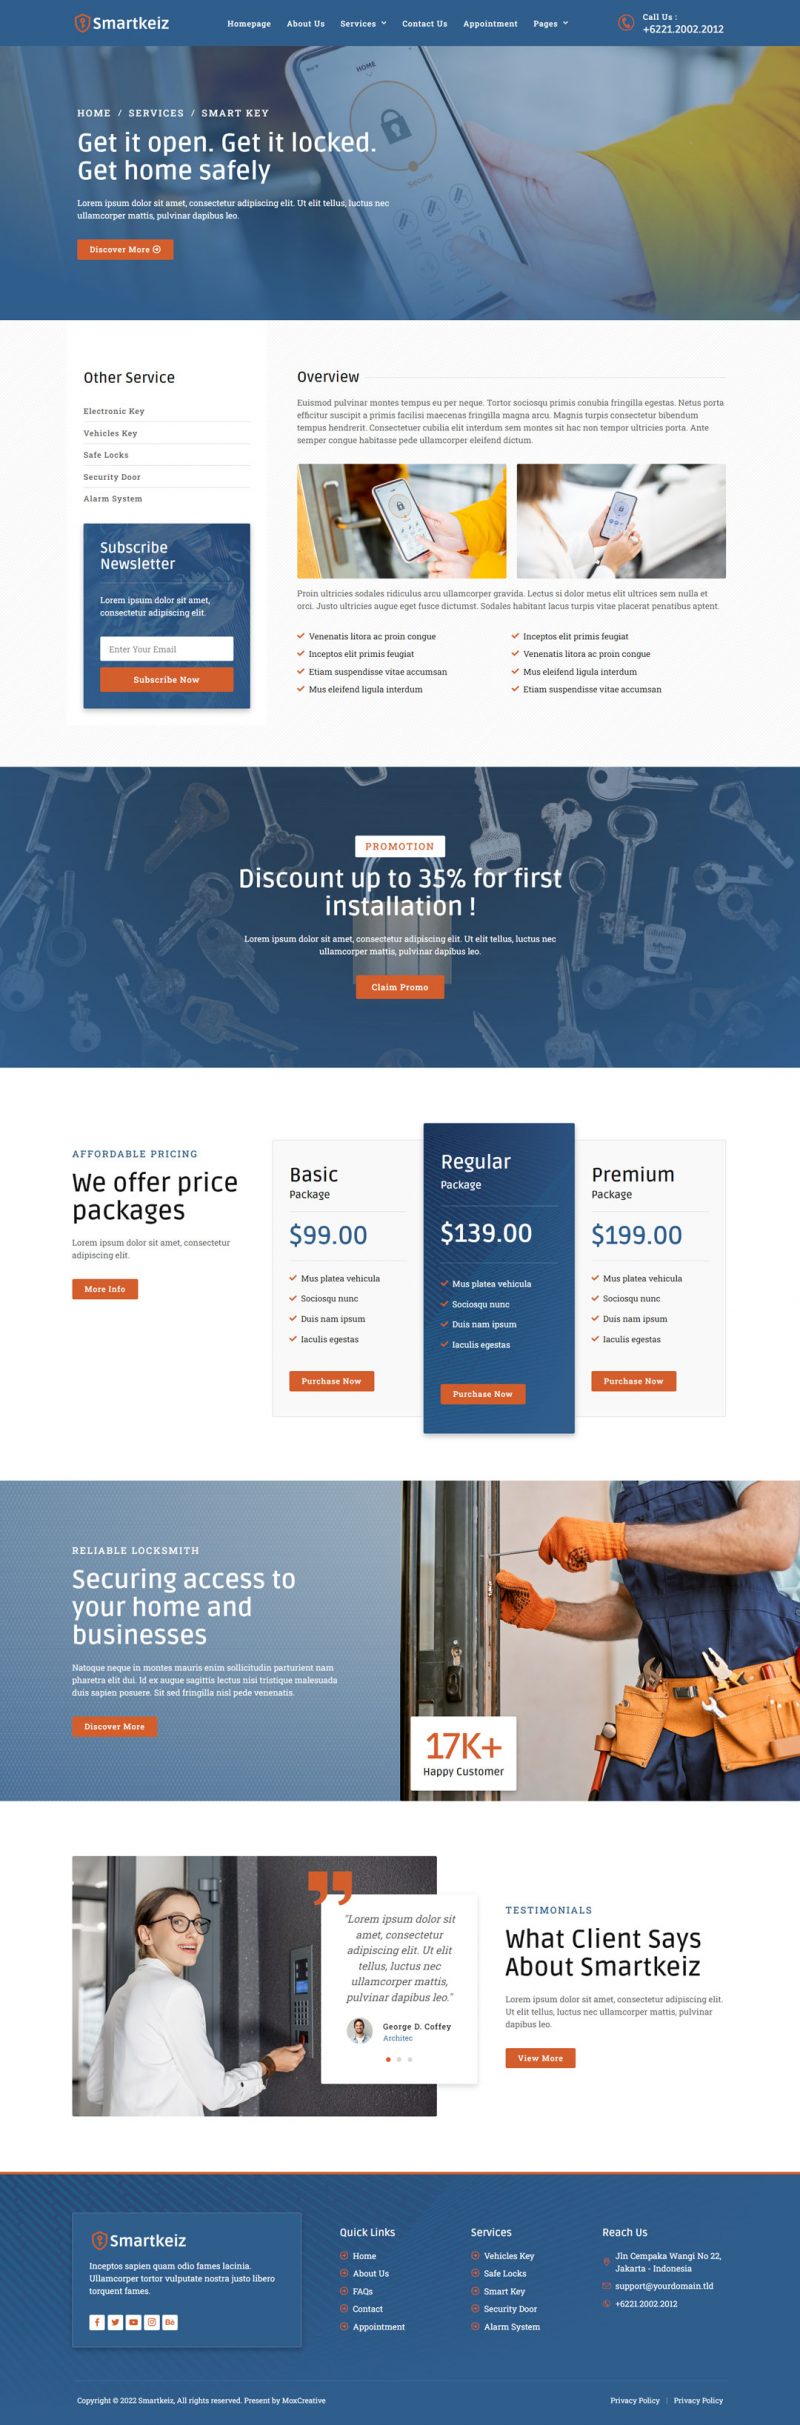 Smartkeiz
Homepage
About Us
Services
Contact Us
Appointment
Pages
Call Us :
+6221.2002.2012
HOME / SERVICES / SMART KEY
Get it open. Get it locked.
Get home safely
Lorem ipsum dolor sit amet, consectetur adipiscing elit. Ut elit tellus, luctus nec
ullamcorper mattis, pulvinar dapibus leo.
Discover More
HOME
Secure
Other Service
Electronic Key
Vehicles Key
Safe Locks
Security Door
Alarm System
Subscribe
Newsletter
Lorem ipsum dolor sit amet,
consectetur adipiscing elit.
Enter Your Email
Subscribe Now
Overview
Euismod pulvinar montes tempus eu per neque. Tortor sociosqu primis conubia fringilla egestas. Netus porta
efficitur suscipit a primis facilisi maecenas fringilla magna arcu. Magnis turpis consectetur bibendum
tempus hendrerit. Consectetuer cubilia elit interdum sem montes sit hac non tempor ultricies porta. Ante
semper congue habitasse pede ullamcorper eleifend dictum.
Proin ultricies sodales ridiculus arcu ullamcorper gravida. Lectus si dolor metus elit ultrices sem nulla et
orci. Justo ultricies augue eget fusce dictumst. Sodales habitant lacus turpis vitae placerat penatibus aptent.
Venenatis litora ac proin congue
Inceptos elit primis feugiat
Etiam suspendisse vitae accumsan
Mus eleifend ligula interdum
Inceptos elit primis feugiat
Venenatis litora ac proin congue
Mus eleifend ligula interdum
Etiam suspendisse vitae accumsan
PROMOTION
Discount up to 35% for first
installation !
Lorem ipsum dolor sit amet, consectetur adipiscing elit. Ut elit tellus, luctus nec
ullamcorper mattis, pulvinar dapibus leo.
Claim Promo
AFFORDABLE PRICING
We offer price
packages
Lorem ipsum dolor sit amet, consectetur
adipiscing elit.
More Info
Basic
Package
$99.00
Mus platea vehicula
Sociosqu nunc
Duis nam ipsum
Iaculis egestas
Purchase Now
Regular
Package
$139.00
Mus platea vehicula
Sociosqu nunc
Duis nam ipsum
Iaculis egestas
Purchase Now
Premium
Package
$199.00
Mus platea vehicula
Sociosqu nunc
Duis nam ipsum
Iaculis egestas
Purchase Now
RELIABLE LOCKSMITH
Securing access to
your home and
businesses
Natoque neque in montes mauris enim sollicitudin parturient nam
pharetra elit dui. Id ex augue sagittis lectus nisi tristique malesuada
duis sapien posuere. Sit sed fringilla nisl pede venenatis.
Discover More
17K+
Happy Customer
"Lorem ipsum dolor sit
amet, consectetur
adipiscing elit. Ut elit
tellus, luctus nec
ullamcorper mattis,
pulvinar dapibus leo."
George D. Coffey
Architec
TESTIMONIALS
What Client Says
About Smartkeiz
Lorem ipsum dolor sit amet, consectetur adipiscing elit.
Ut elit tellus, luctus nec ullamcorper mattis, pulvinar
dapibus leo.
View More
Smartkeiz
Inceptos sapien quam odio fames lacinia.
Ullamcorper tortor vulputate nostra justo libero
torquent fames.
Quick Links
Home
About Us
FAQs
Contact
Appointment
Services
Vehicles Key
Safe Locks
Smart Key
Security Door
Alarm System
Reach Us
Jln Cempaka Wangi No 22,
Jakarta - Indonesia
support@yourdomain.tld
+6221.2002.2012
Copyright © 2022 Smartkeiz, All rights reserved. Present by MoxCreative
Privacy Policy | Privacy Policy